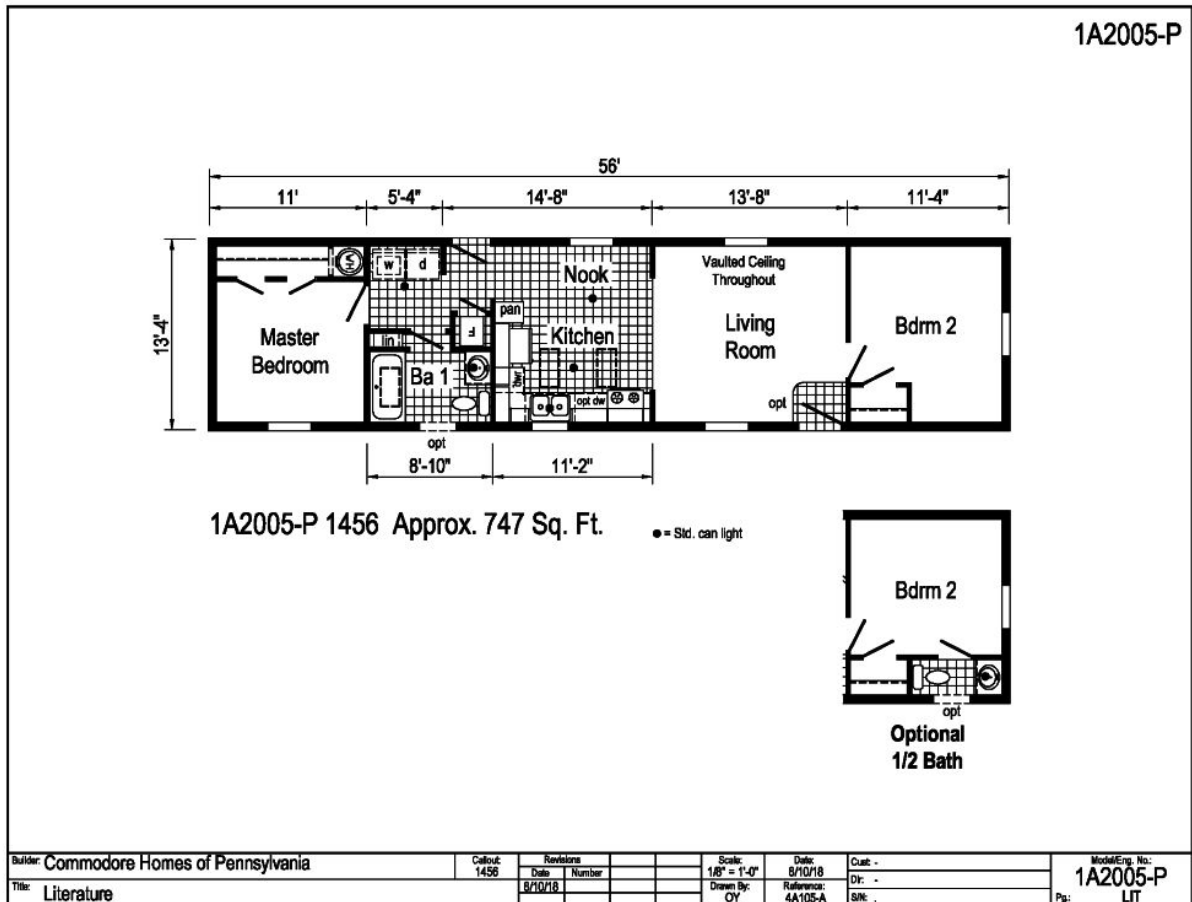 1A2005-P
56'
11'
5'-4"
14'-8"
13'-8"
11'-4"
13'-4"
WH
w
d
Nook
Vaulted Ceiling
Throughout
pan
F
Kitchen
Living
Room
Bdrm 2
Master
Bedroom
lin
Ba 1
opt dw
opt
opt
8'-10"
11'-2"
1A2005-P 1456 Approx. 747 Sq. Ft.
● = Std. can light
Bdrm 2
opt
Optional
1/2 Bath
Builder: Commodore Homes of Pennsylvania
Title: Literature
Callout:
1456
Revisions
Date Number
6/10/18
Scale:
1/8" = 1'-0"
Drawn By:
OY
Date:
6/10/18
Reference:
4A105-A
Cust: -
Dir: -
S/N: .
Model/Eng. No.:
1A2005-P
Pg.: LIT